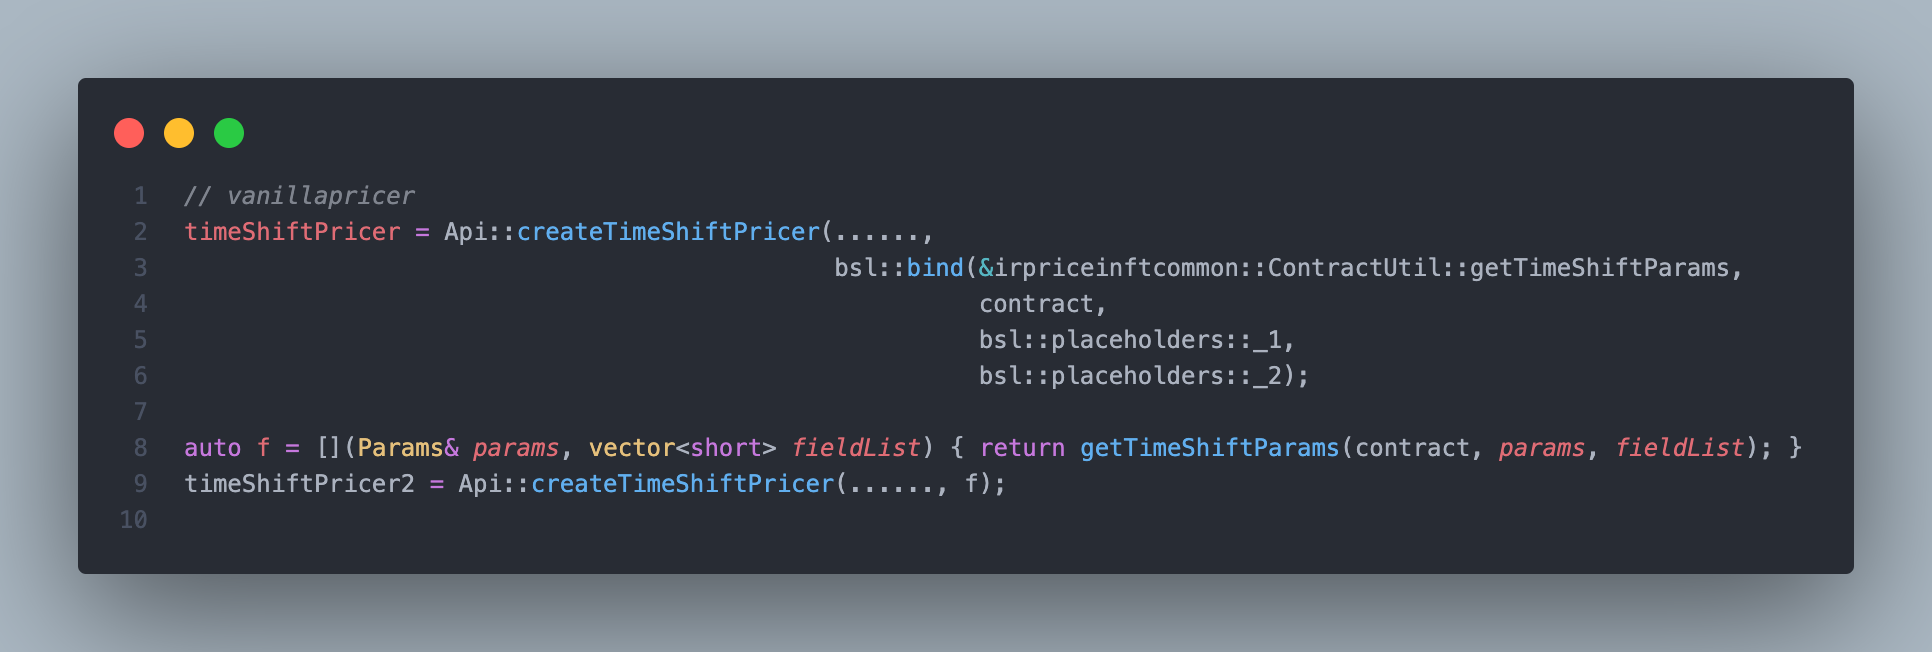 1 // vanillapricer
2 timeShiftPricer = Api::createTimeShiftPricer(......,
3 bsl::bind(&irpriceinftcommon::ContractUtil::getTimeShiftParams,
4 contract,
5 bsl::placeholders::_1,
6 bsl::placeholders::_2);
7
8 auto f = [](Params& params, vector<short> fieldList) { return getTimeShiftParams(contract, params, fieldList); }
9 timeShiftPricer2 = Api::createTimeShiftPricer(......, f);
10